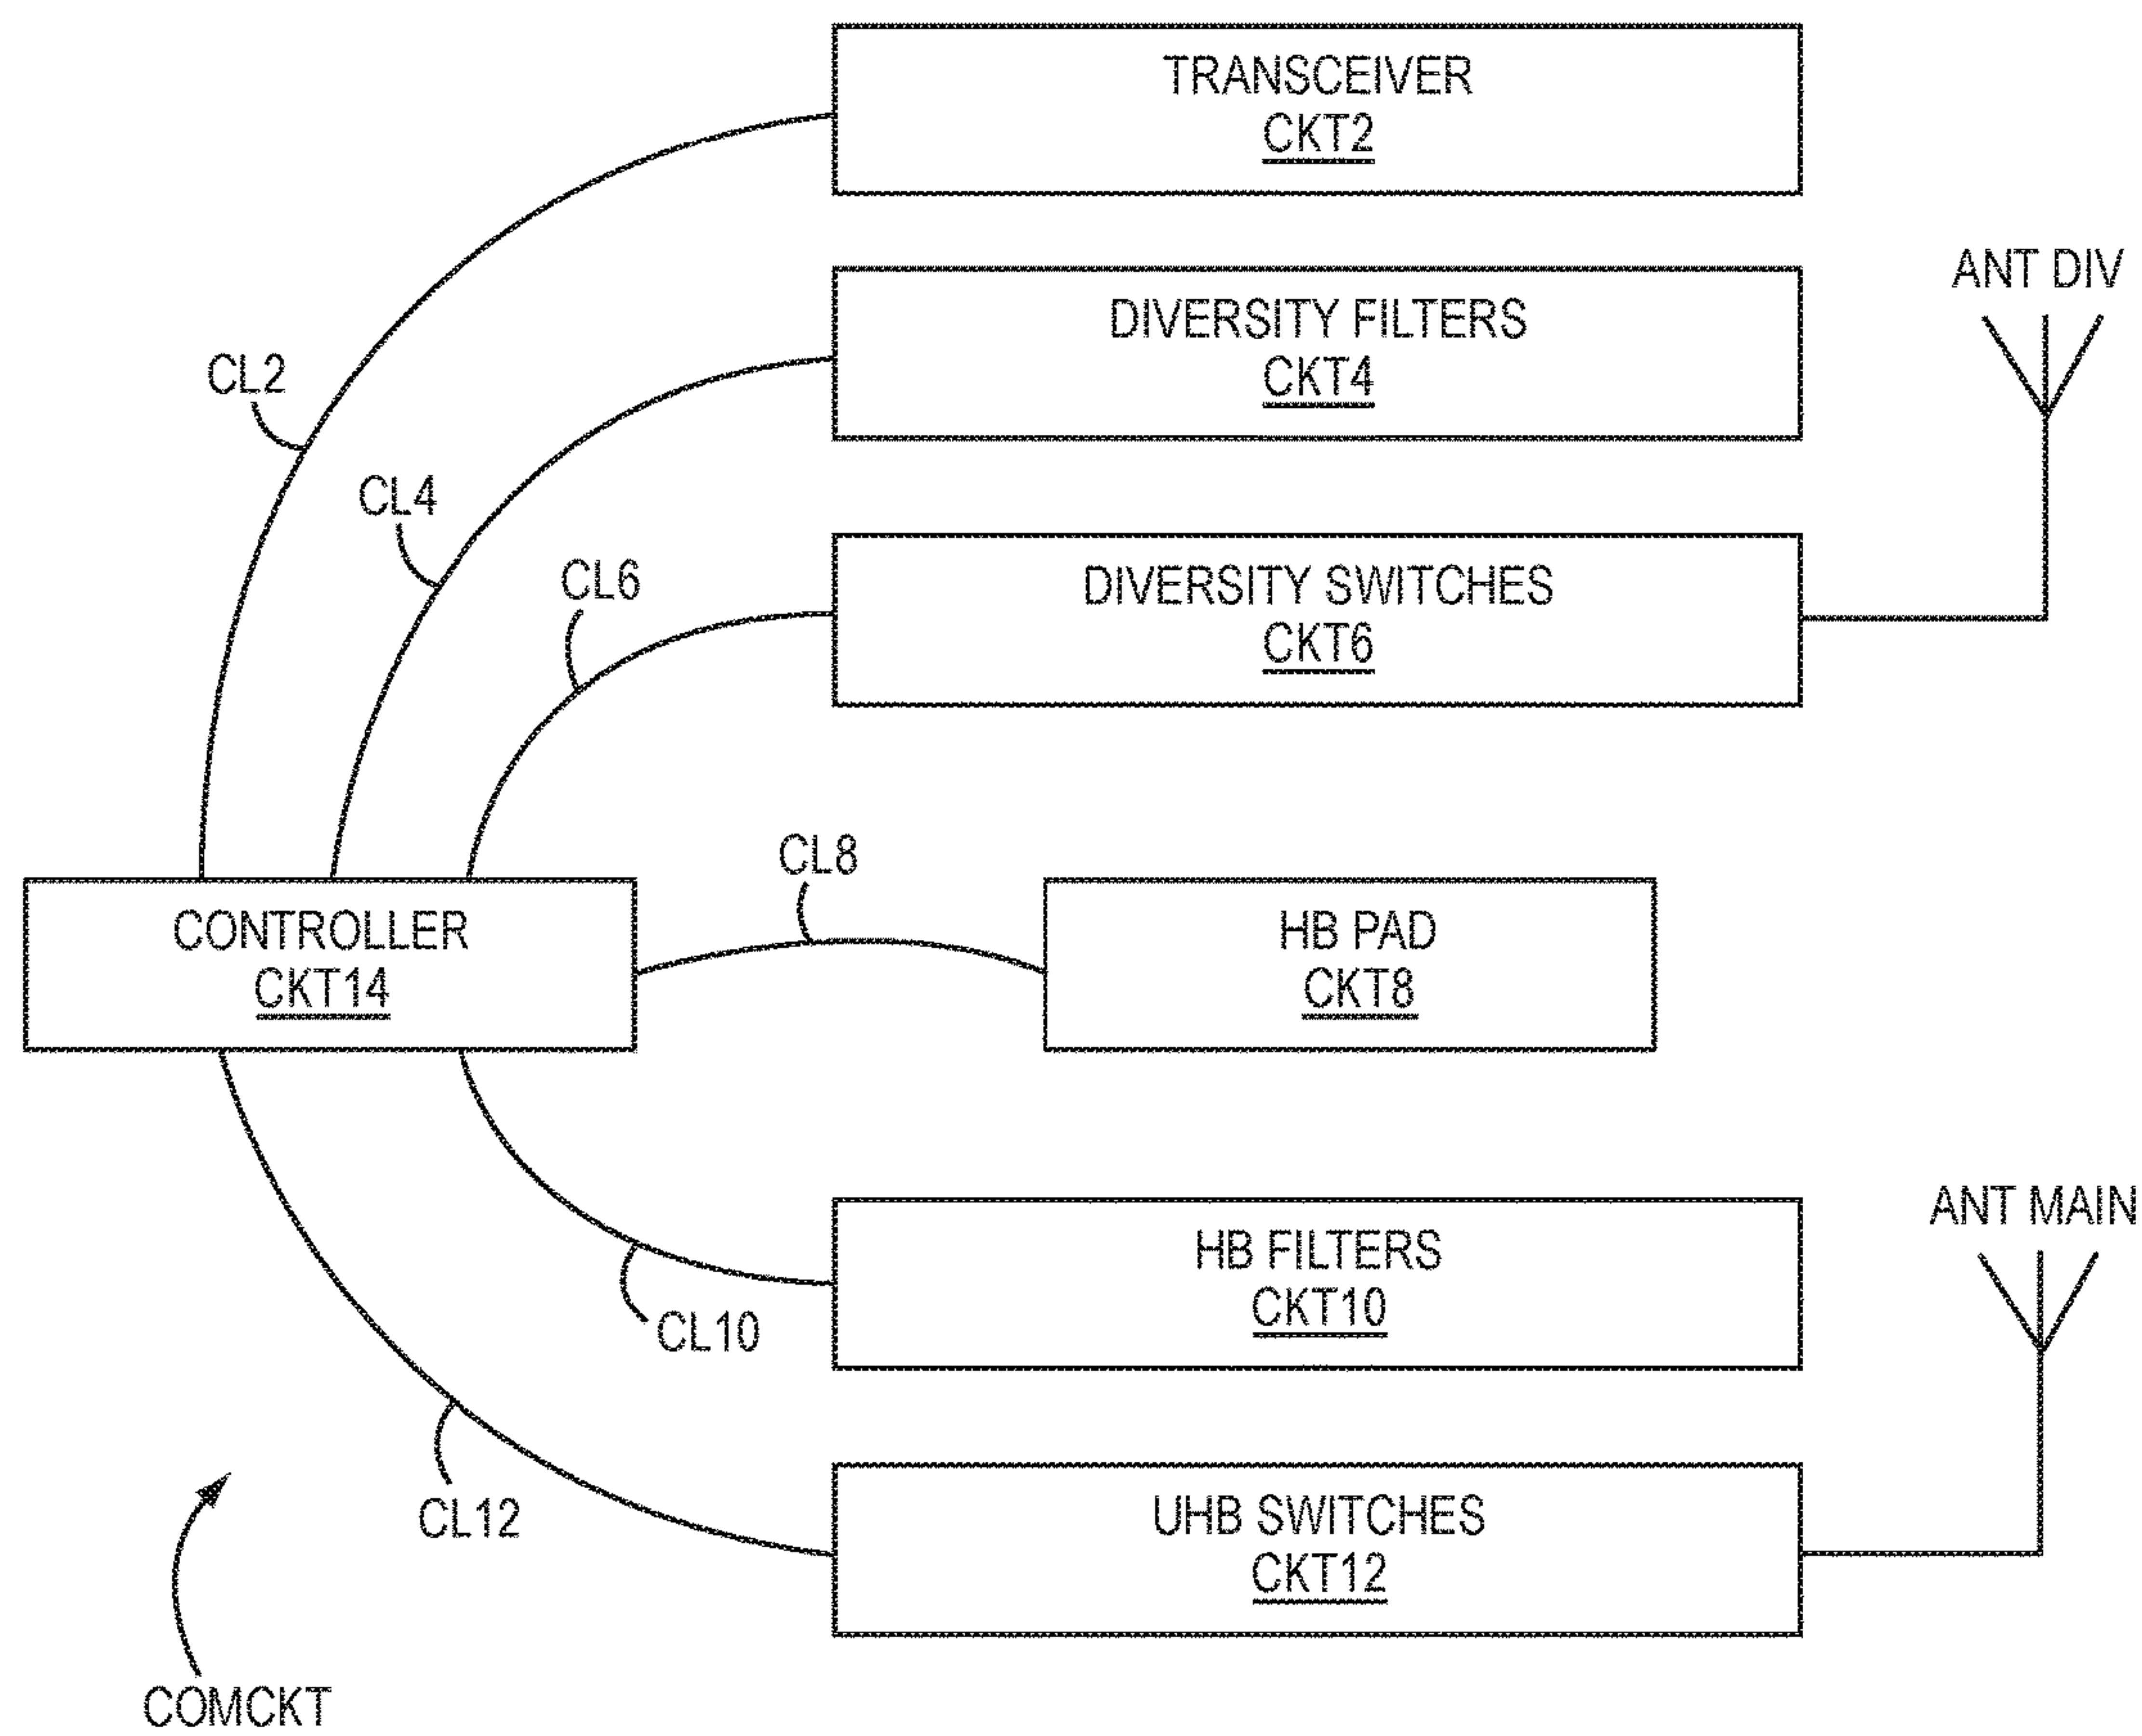 TRANSCEIVER
CKT2
ANT DIV
DIVERSITY FILTERS
CKT4
CL2
CL4
CL6
DIVERSITY SWITCHES
CKT6
CL8
CONTROLLER
CKT14
HB PAD
CKT8
ANT MAIN
HB FILTERS
CKT10
CL10
CL12
UHB SWITCHES
CKT12
COMCKT